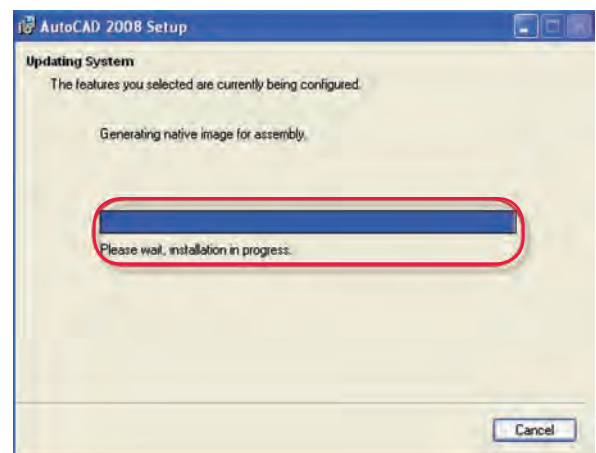 AutoCAD 2008 Setup
Updating System
The features you selected are currently being configured.
Generating native image for assembly.
Please wait, installation in progress.
Cancel